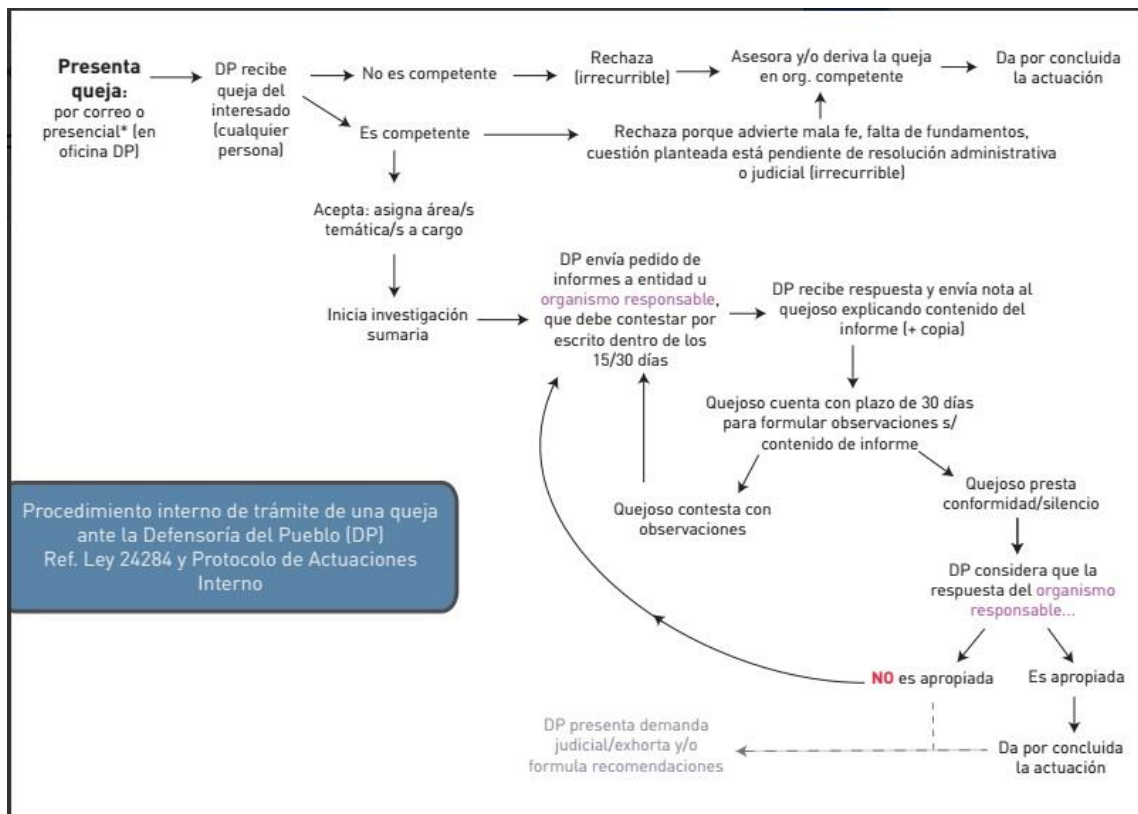 Presenta
queja:
por correo o
presencial* (en
oficina DP)
DP recibe
queja del
interesado
(cualquier
persona)
No es competente
Rechaza
(irrecurrible)
Asesora y/o deriva la queja
en org. competente
Da por concluida
la actuación
Es competente
Rechaza porque advierte mala fe, falta de fundamentos,
cuestión planteada está pendiente de resolución administrativa
o judicial (irrecurrible)
Acepta: asigna área/s
temática/s a cargo
Inicia investigación
sumaria
DP envía pedido de
informes a entidad u
organismo responsable,
que debe contestar por
escrito dentro de los
15/30 días
DP recibe respuesta y envía nota al
quejoso explicando contenido del
informe (+ copia)
Quejoso cuenta con plazo de 30 días
para formular observaciones s/
contenido de informe
Quejoso contesta con
observaciones
Quejoso presta
conformidad/silencio
DP considera que la
respuesta del organismo
responsable...
NO es apropiada
Es apropiada
Da por concluida
la actuación
DP presenta demanda
judicial/exhorta y/o
formula recomendaciones
Procedimiento interno de trámite de una queja
ante la Defensoría del Pueblo (DP)
Ref. Ley 24284 y Protocolo de Actuaciones
Interno